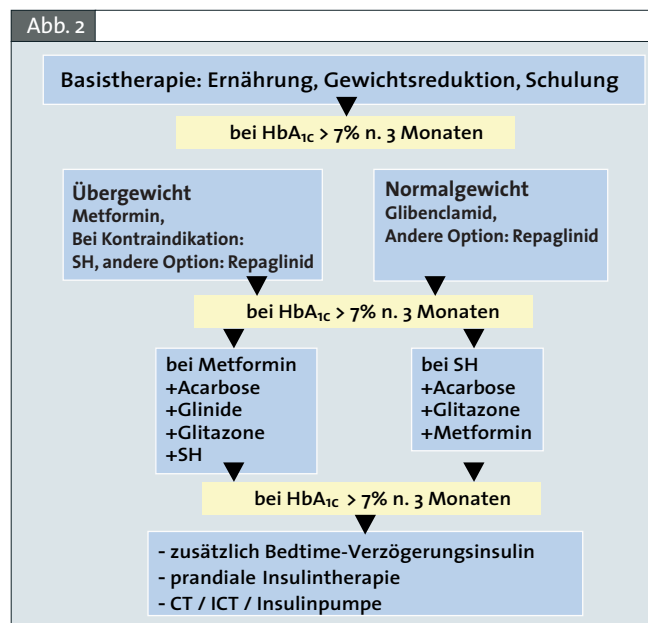 Abb. 2
Basistherapie: Ernährung, Gewichtsreduktion, Schulung
bei HbA1c > 7% n. 3 Monaten
Übergewicht
Metformin,
Bei Kontraindikation:
SH, andere Option: Repaglinid
Normalgewicht
Glibenclamid,
Andere Option: Repaglinid
bei HbA1c > 7% n. 3 Monaten
bei Metformin
+Acarbose
+Glinide
+Glitazone
+SH
bei SH
+Acarbose
+Glitazone
+Metformin
bei HbA1c > 7% n. 3 Monaten
- zusätzlich Bedtime-Verzögerungsinsulin
- prandiale Insulintherapie
- CT / ICT / Insulinpumpe